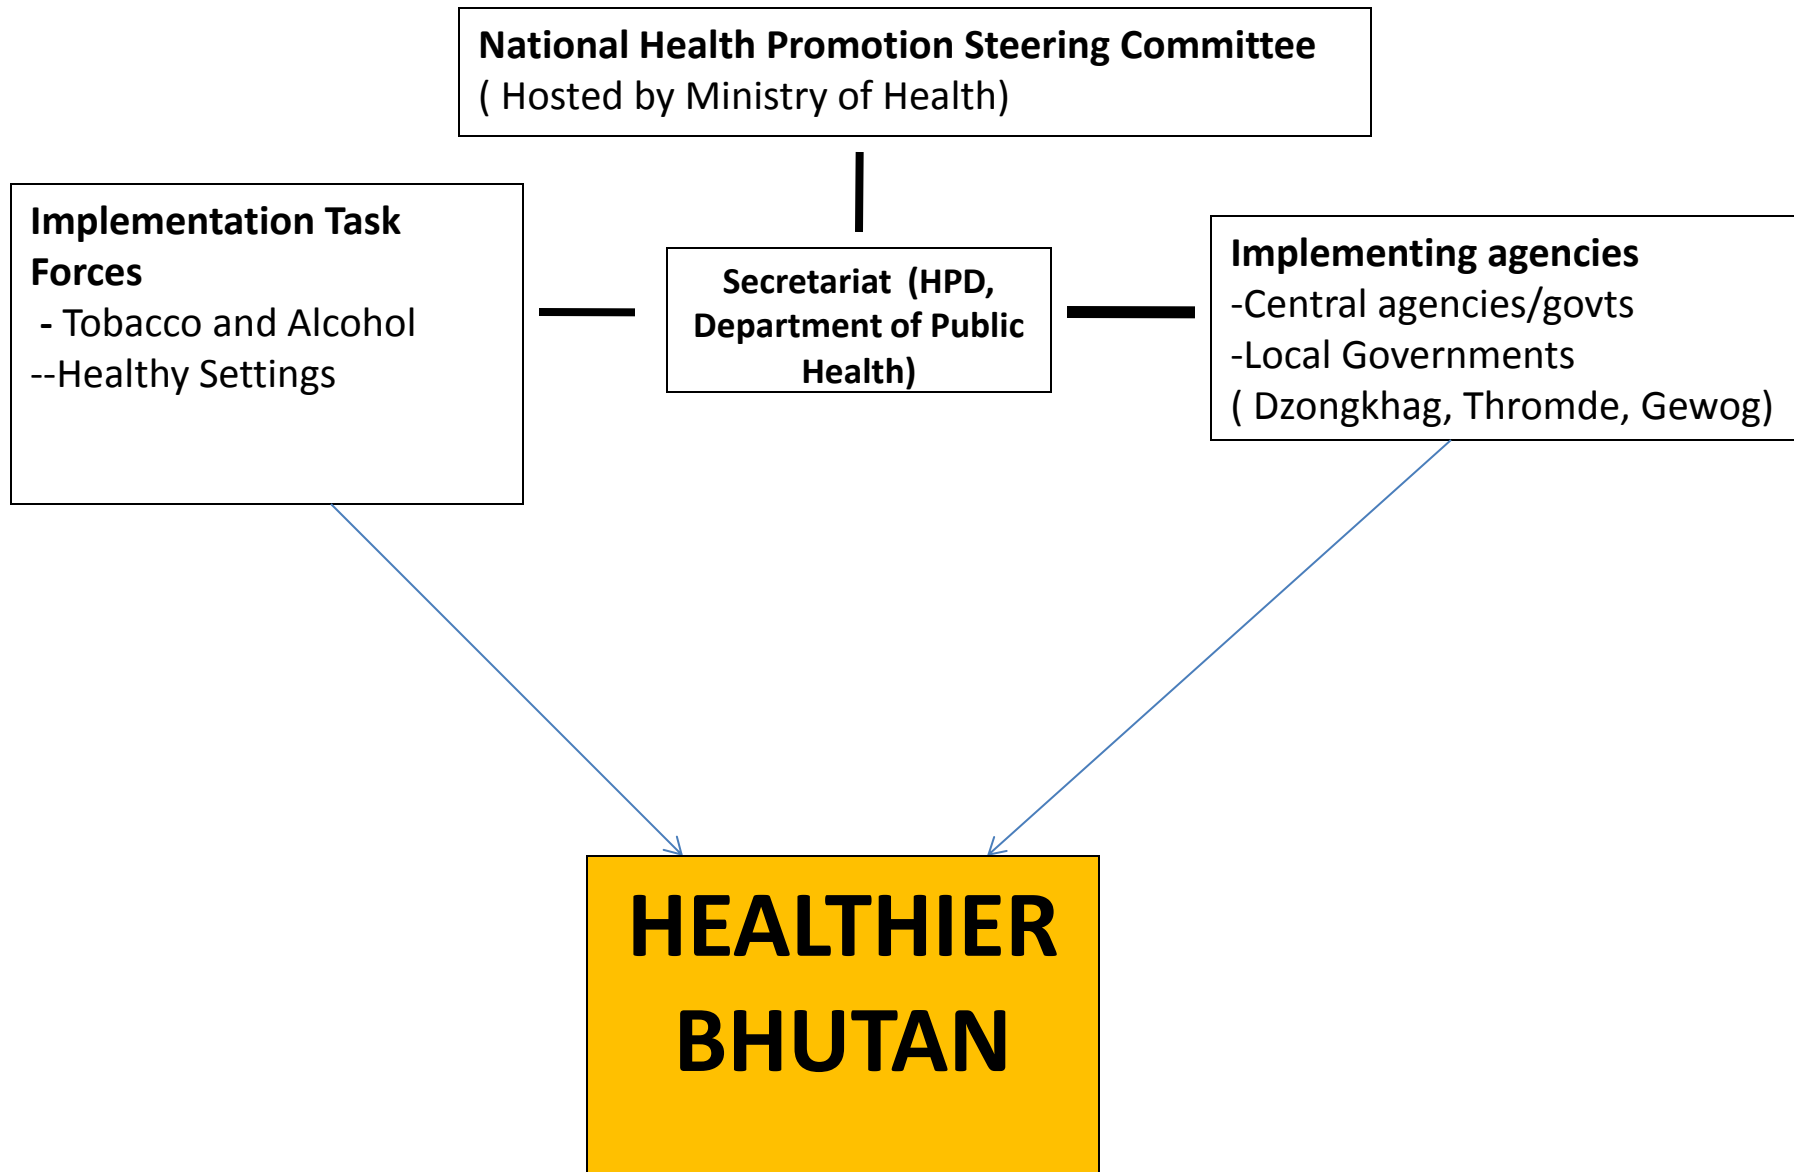 National Health Promotion Steering Committee
( Hosted by Ministry of Health)
Implementation Task
Forces
- Tobacco and Alcohol
--Healthy Settings
Secretariat (HPD,
Department of Public
Health)
Implementing agencies
-Central agencies/govts
-Local Governments
( Dzongkhag, Thromde, Gewog)
HEALTHIER
BHUTAN